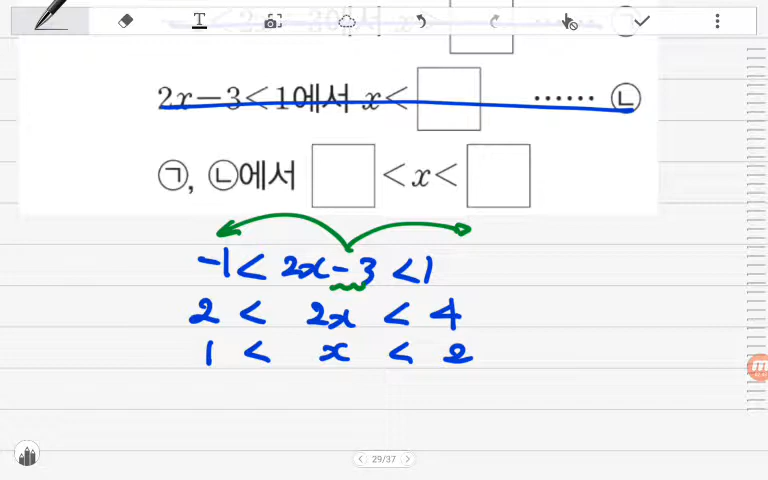 2x-3<1에서 x< …… ㉡
㉠, ㉡에서 <x<
-1 < 2x-3 <1
2 < 2x < 4
1 < x < 2
29/37